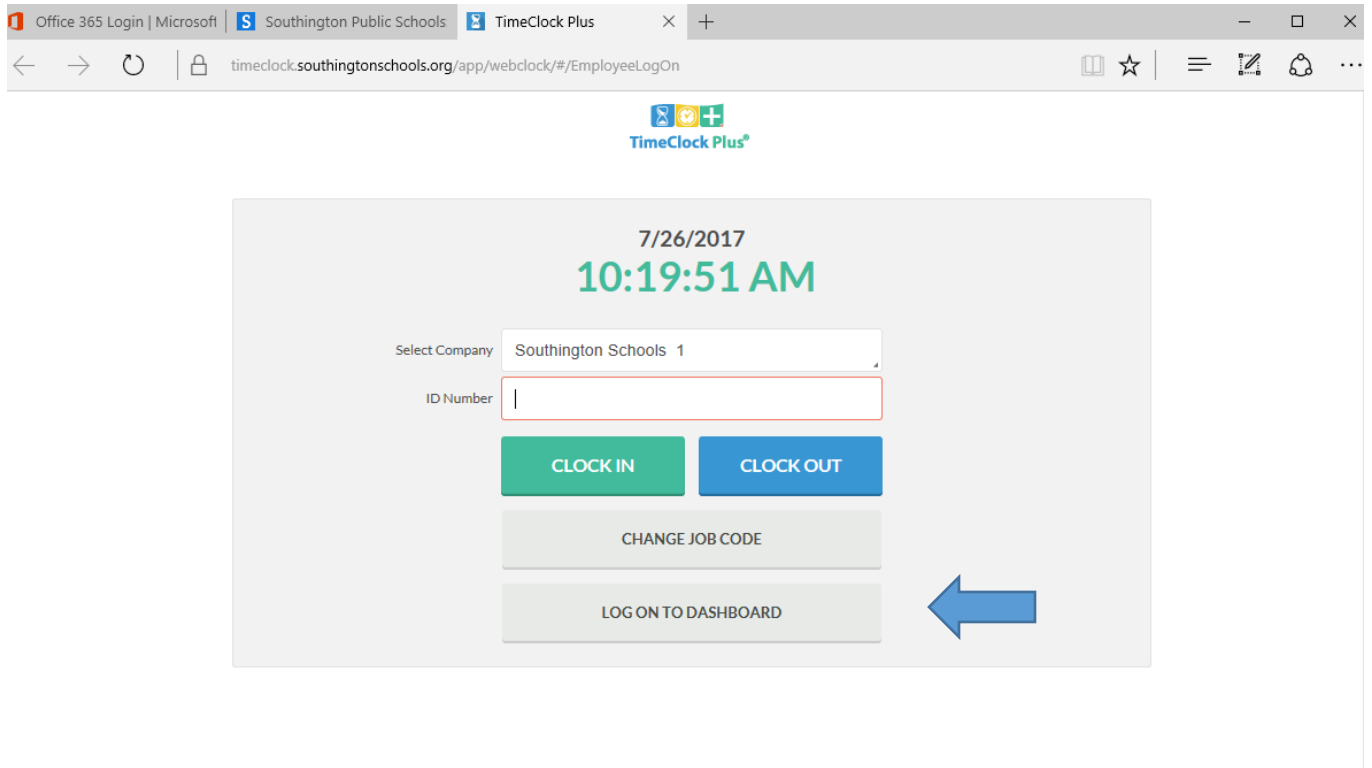 Office 365 Login | Microsoft
S Southington Public Schools
TimeClock Plus
timeclock.southingtonschools.org/app/webclock/#/EmployeeLogOn
TimeClock Plus®
7/26/2017
10:19:51 AM
Select Company Southington Schools 1
ID Number
CLOCK IN CLOCK OUT
CHANGE JOB CODE
LOG ON TO DASHBOARD